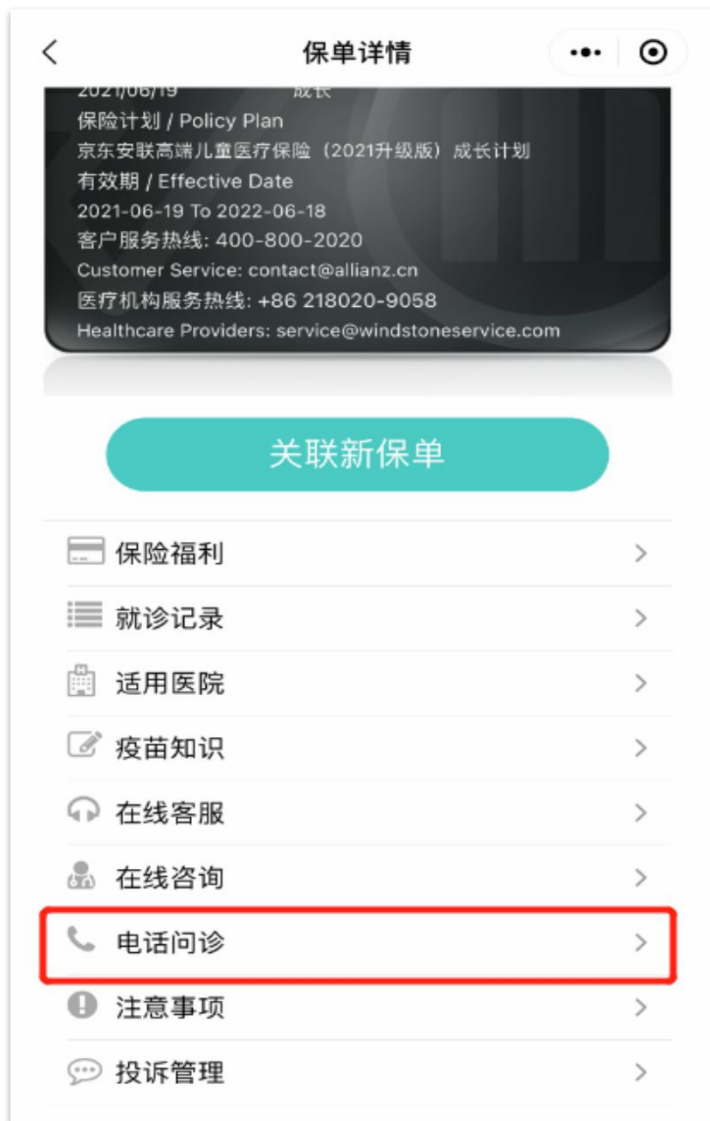 保单详情
2021/06/19 成长
保险计划 / Policy Plan
京东安联高端儿童医疗保险（2021升级版）成长计划
有效期 / Effective Date
2021-06-19 To 2022-06-18
客户服务热线: 400-800-2020
Customer Service: contact@allianz.cn
医疗机构服务热线: +86 218020-9058
Healthcare Providers: service@windstoneservice.com
关联新保单
保险福利
就诊记录
适用医院
疫苗知识
在线客服
在线咨询
电话问诊
注意事项
投诉管理